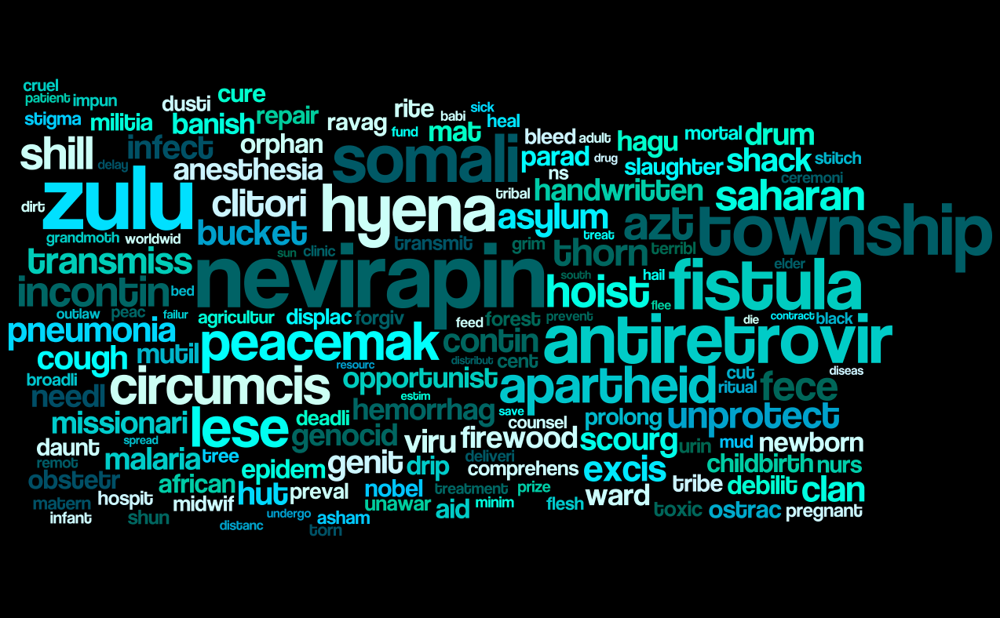 cruel
patient
impun
dusti
cure
stigma
militia
banish
repair
ravag
rite
babi
sick
heal
fund
mat
bleed
adult
hagu
mortal
drum
shill
delay
infect
orphan
anesthesia
somali
parad
drug
ns
slaughter
shack
stitch
ceremoni
zulu
clitori
hyena
tribal
handwritten
saharan
dirt
grandmoth
worldwid
bucket
asylum
treat
azt
township
transmiss
sun
clinic
transmit
grim
thorn
terribl
elder
nevirapin
south
hail
fistula
incontin
bed
hoist
flee
outlaw
peac
failur
agricultur
displac
forgiv
feed
forest
prevent
die
contract
black
pneumonia
peacemak
contin
antiretrovir
cough
mutil
resourc
distribut
cent
diseas
broadli
needl
circumcis
opportunist
estim
apartheid
cut
ritual
fece
missionari
lese
deadli
hemorrhag
save
counsel
prolong
unprotect
spread
daunt
genocid
viru
firewood
scourg
urin
mud
newborn
remot
malaria
tree
epidem
genit
drip
deliveri
comprehens
excis
childbirth
nurs
obstetr
african
hut
preval
nobel
treatment
prize
ward
tribe
debilit
clan
matern
hospit
midwif
unawar
aid
minim
flesh
toxic
ostrac
pregnant
infant
shun
distanc
undergo
asham
torn